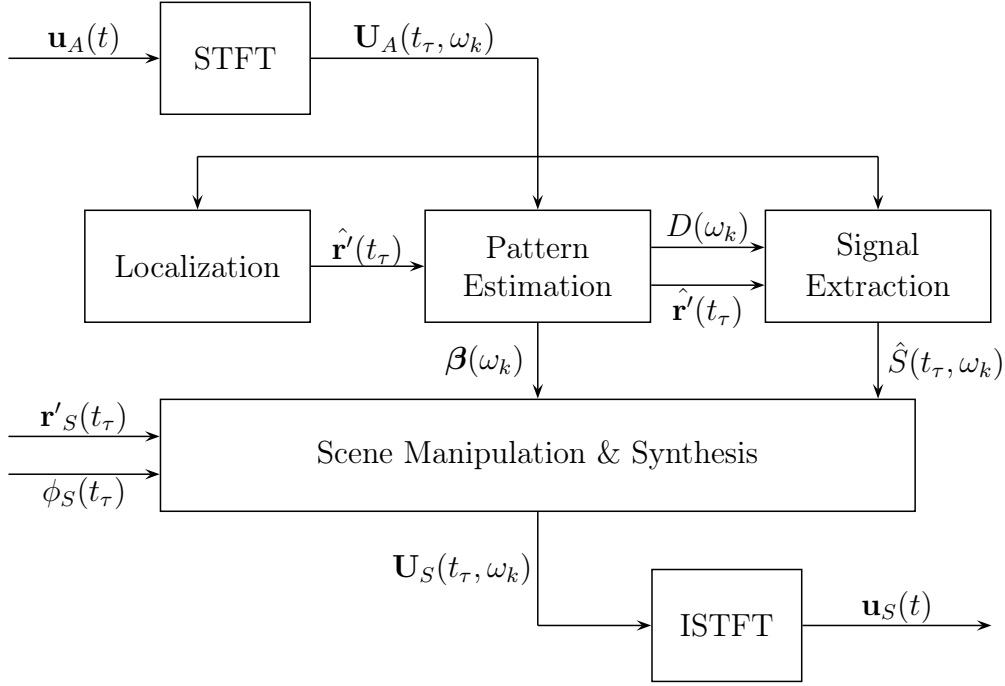 𝐮_A(t)
STFT
𝐔_A(t_τ, ω_k)
Localization
𝐫̂′(t_τ)
Pattern
Estimation
D(ω_k)
𝐫̂′(t_τ)
Signal
Extraction
𝛃(ω_k)
Ŝ(t_τ, ω_k)
𝐫′_S(t_τ)
ϕ_S(t_τ)
Scene Manipulation & Synthesis
𝐔_S(t_τ, ω_k)
ISTFT
𝐮_S(t)